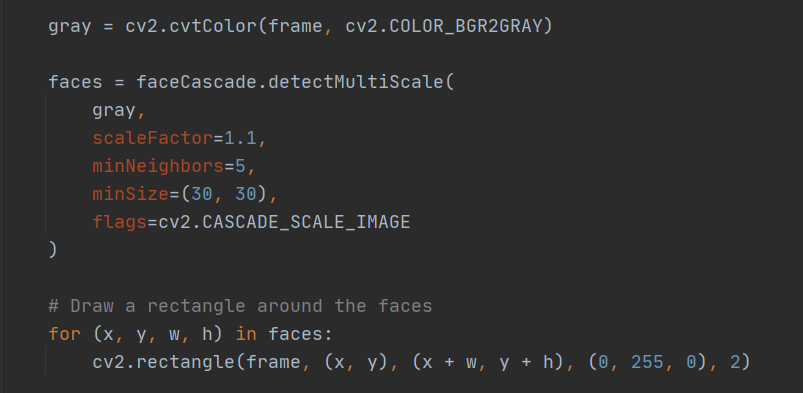 gray = cv2.cvtColor(frame, cv2.COLOR_BGR2GRAY)
faces = faceCascade.detectMultiScale(
gray,
scaleFactor=1.1,
minNeighbors=5,
minSize=(30, 30),
flags=cv2.CASCADE_SCALE_IMAGE
)
# Draw a rectangle around the faces
for (x, y, w, h) in faces:
cv2.rectangle(frame, (x, y), (x + w, y + h), (0, 255, 0), 2)